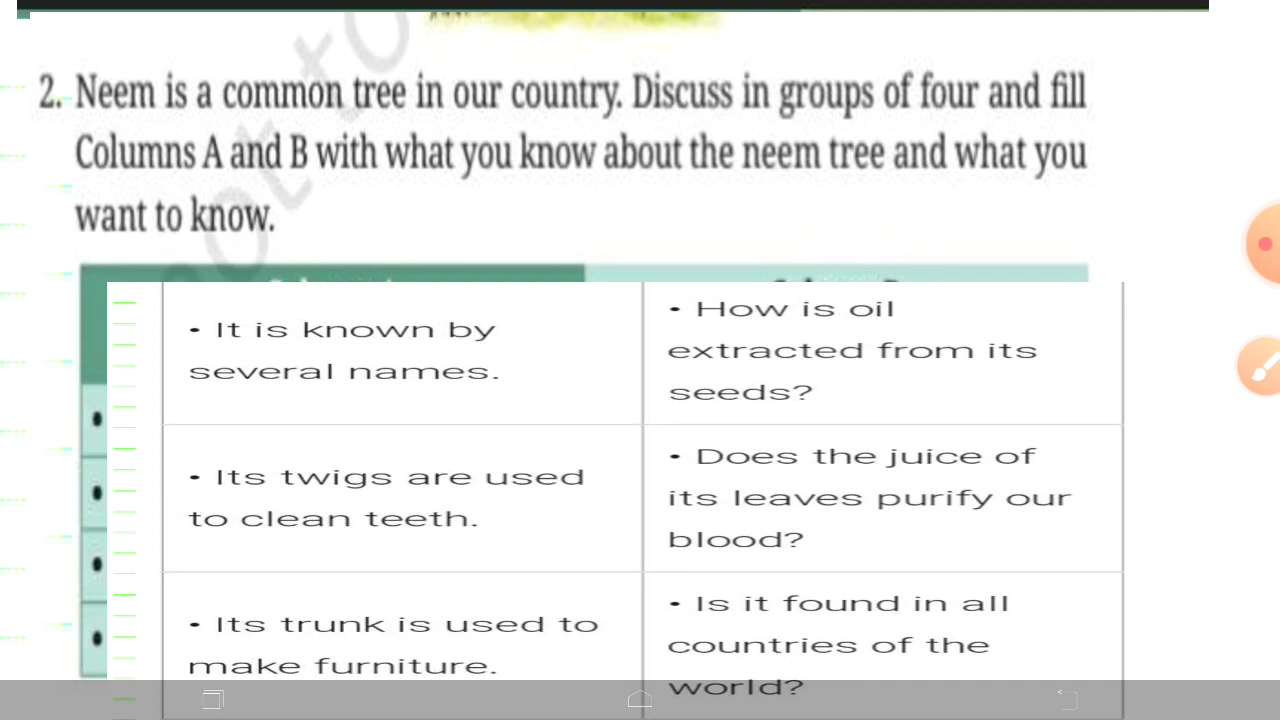 2. Neem is a common tree in our country. Discuss in groups of four and fill
Columns A and B with what you know about the neem tree and what you
want to know.
• It is known by
several names.
• How is oil
extracted from its
seeds?
• Its twigs are used
to clean teeth.
• Does the juice of
its leaves purify our
blood?
• Its trunk is used to
make furniture.
• Is it found in all
countries of the
world?